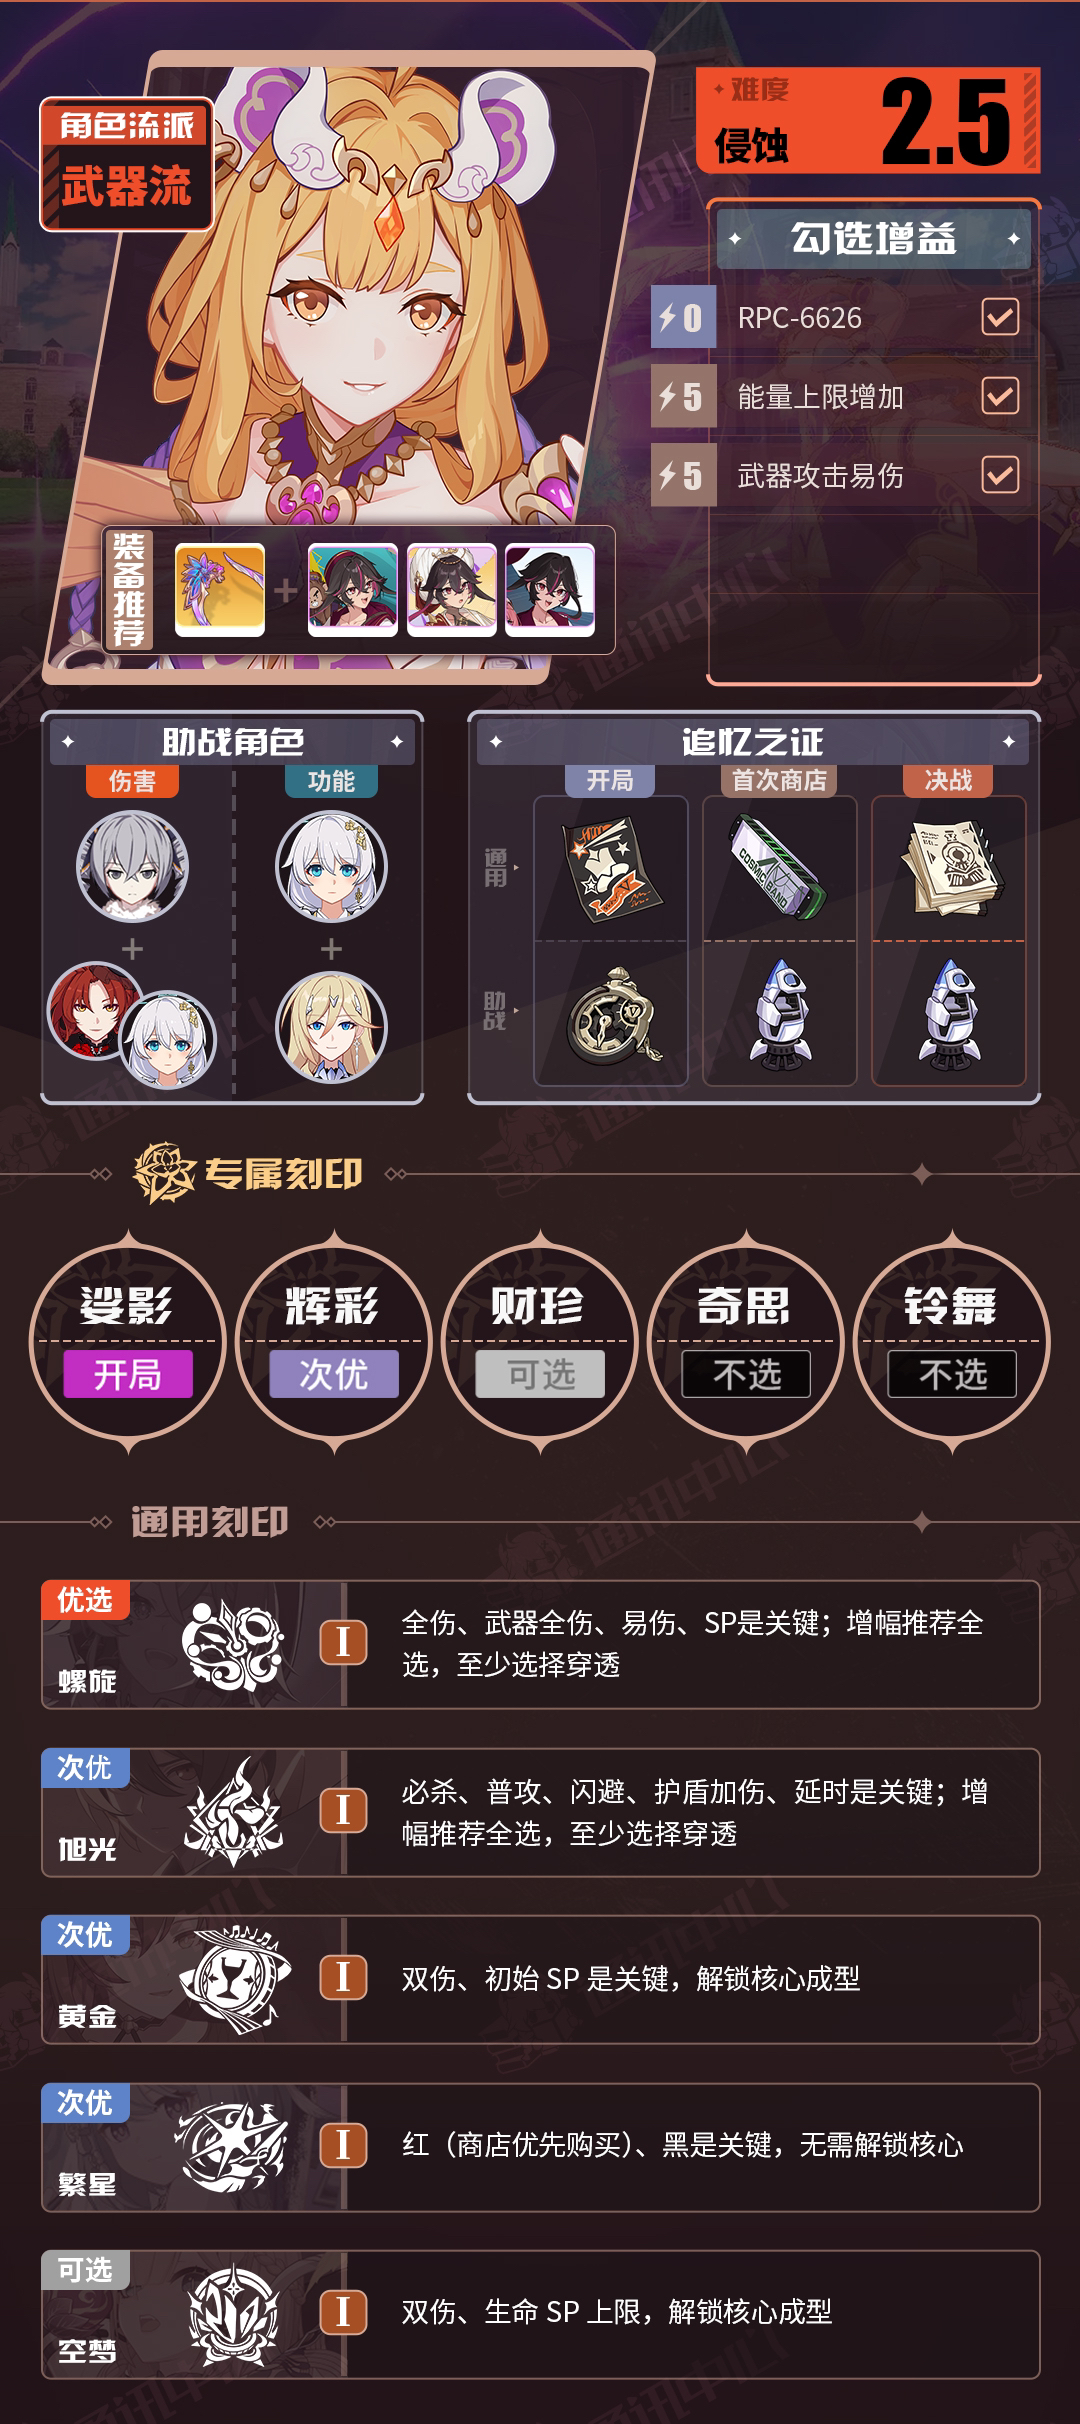 角色流派
武器流
难度
侵蚀
2.5
勾选增益
0
RPC-6626
5
能量上限增加
5
武器攻击易伤
装备推荐
助战角色
伤害
功能
追忆之证
开局
首次商店
决战
通用
COSMIC BAND
助战
专属刻印
娑影
开局
辉彩
次优
财珍
可选
奇思
不选
铃舞
不选
通用刻印
优选
螺旋
I
全伤、武器全伤、易伤、SP是关键；增幅推荐全
选，至少选择穿透
次优
旭光
I
必杀、普攻、闪避、护盾加伤、延时是关键；增
幅推荐全选，至少选择穿透
次优
黄金
I
双伤、初始 SP 是关键，解锁核心成型
次优
繁星
I
红（商店优先购买）、黑是关键，无需解锁核心
可选
空梦
I
双伤、生命 SP 上限，解锁核心成型
通讯中心